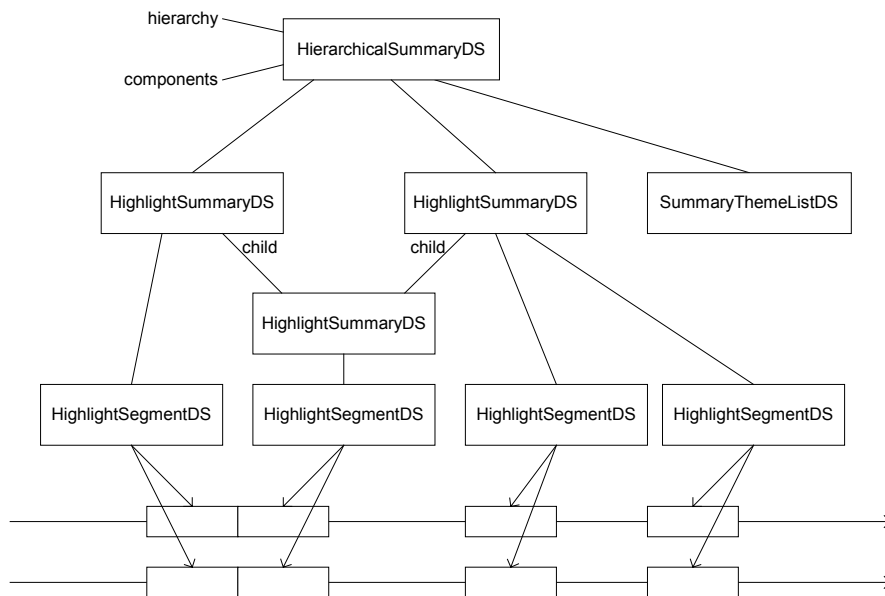 hierarchy
HierarchicalSummaryDS
components
HighlightSummaryDS
HighlightSummaryDS
SummaryThemeListDS
child
child
HighlightSummaryDS
HighlightSegmentDS
HighlightSegmentDS
HighlightSegmentDS
HighlightSegmentDS